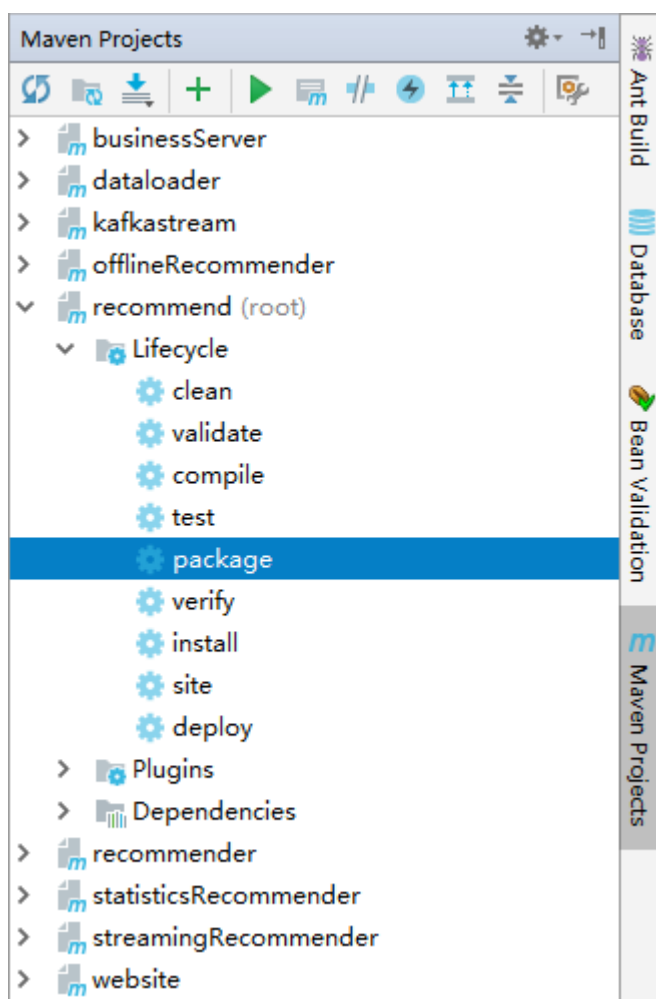 Maven Projects
businessServer
dataloader
kafkastream
offlineRecommender
recommend (root)
Lifecycle
clean
validate
compile
test
package
verify
install
site
deploy
Plugins
Dependencies
recommender
statisticsRecommender
streamingRecommender
website
Ant Build
Database
Bean Validation
Maven Projects